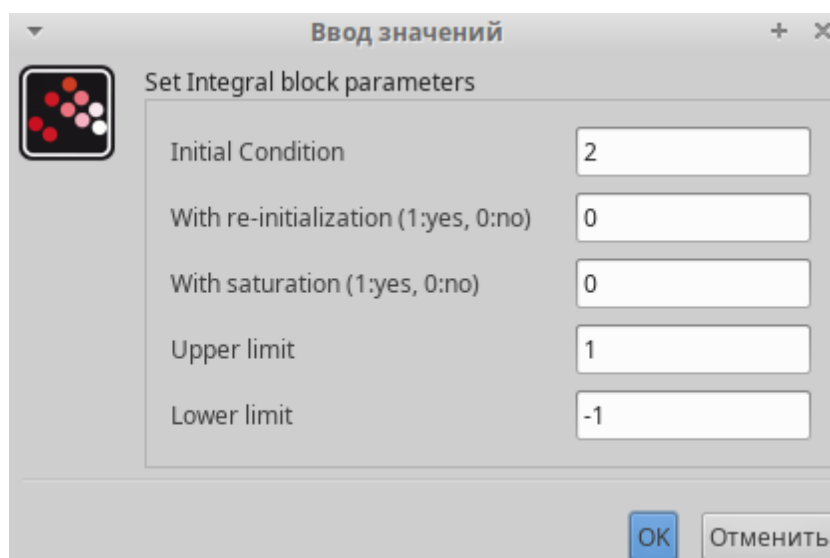 Ввод значений
Set Integral block parameters
Initial Condition 2
With re-initialization (1:yes, 0:no) 0
With saturation (1:yes, 0:no) 0
Upper limit 1
Lower limit -1
OK Отменить